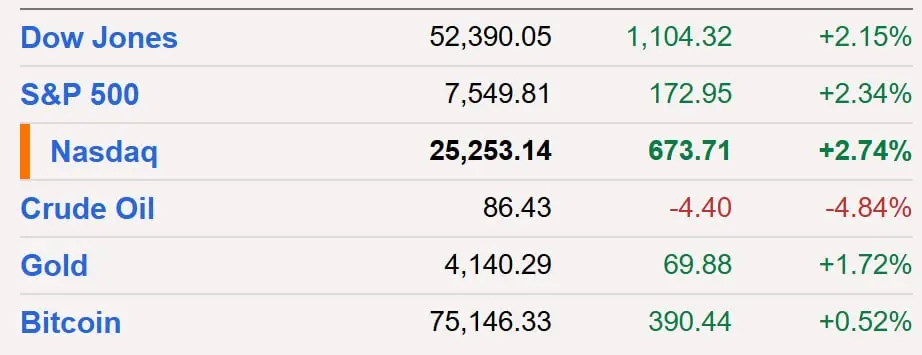 Dow Jones 52,390.05 1,104.32 +2.15%
S&P 500 7,549.81 172.95 +2.34%
Nasdaq 25,253.14 673.71 +2.74%
Crude Oil 86.43 -4.40 -4.84%
Gold 4,140.29 69.88 +1.72%
Bitcoin 75,146.33 390.44 +0.52%